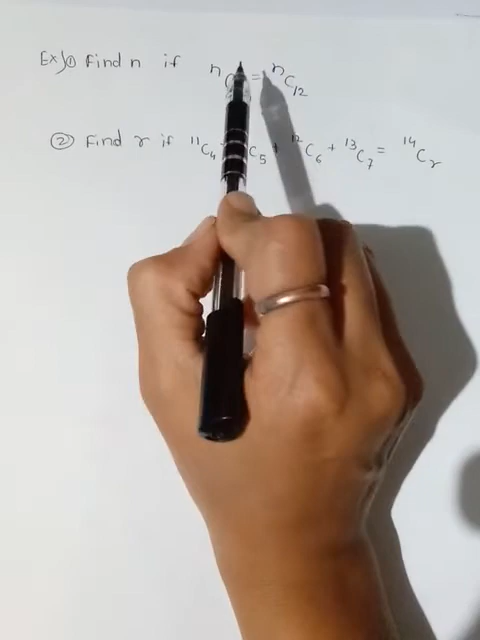 Ex) ① Find n if ⁿC = ⁿC₁₂
② Find r if ¹¹C₄ C₅ + ¹²C₆ + ¹³C₇ = ¹⁴Cᵣ